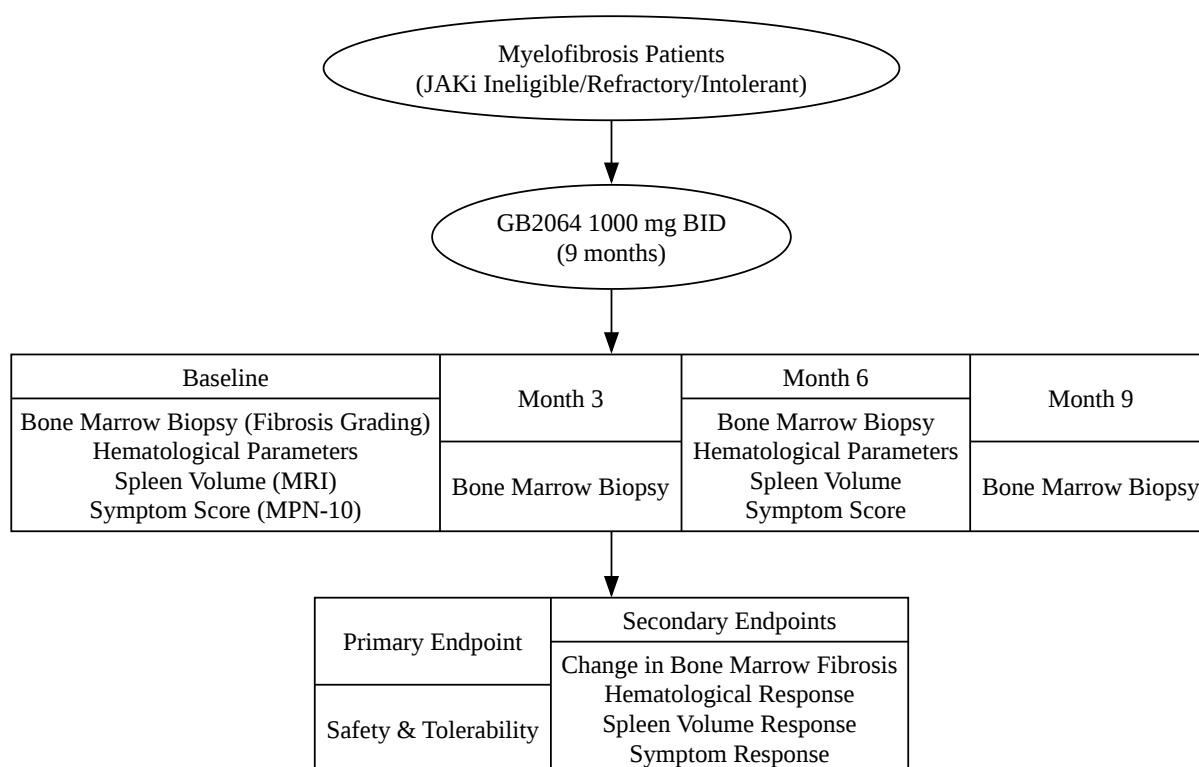 Myelofibrosis Patients
(JAKi Ineligible/Refractory/Intolerant)
GB2064 1000 mg BID
(9 months)
Baseline
Bone Marrow Biopsy (Fibrosis Grading)
Hematological Parameters
Spleen Volume (MRI)
Symptom Score (MPN-10)
Month 3
Bone Marrow Biopsy
Month 6
Bone Marrow Biopsy
Hematological Parameters
Spleen Volume
Symptom Score
Month 9
Bone Marrow Biopsy
Primary Endpoint
Safety & Tolerability
Secondary Endpoints
Change in Bone Marrow Fibrosis
Hematological Response
Spleen Volume Response
Symptom Response